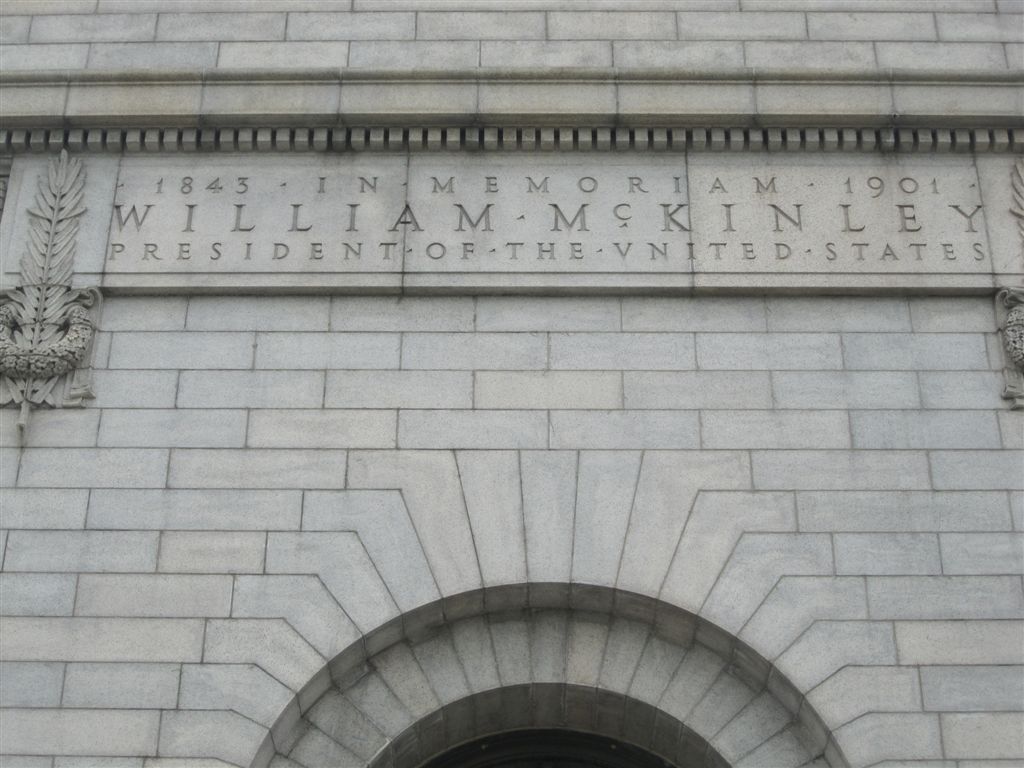 · 1843 · IN MEMORIAM · 1901 ·
WILLIAM · McKINLEY
PRESIDENT · OF · THE · VNITED · STATES